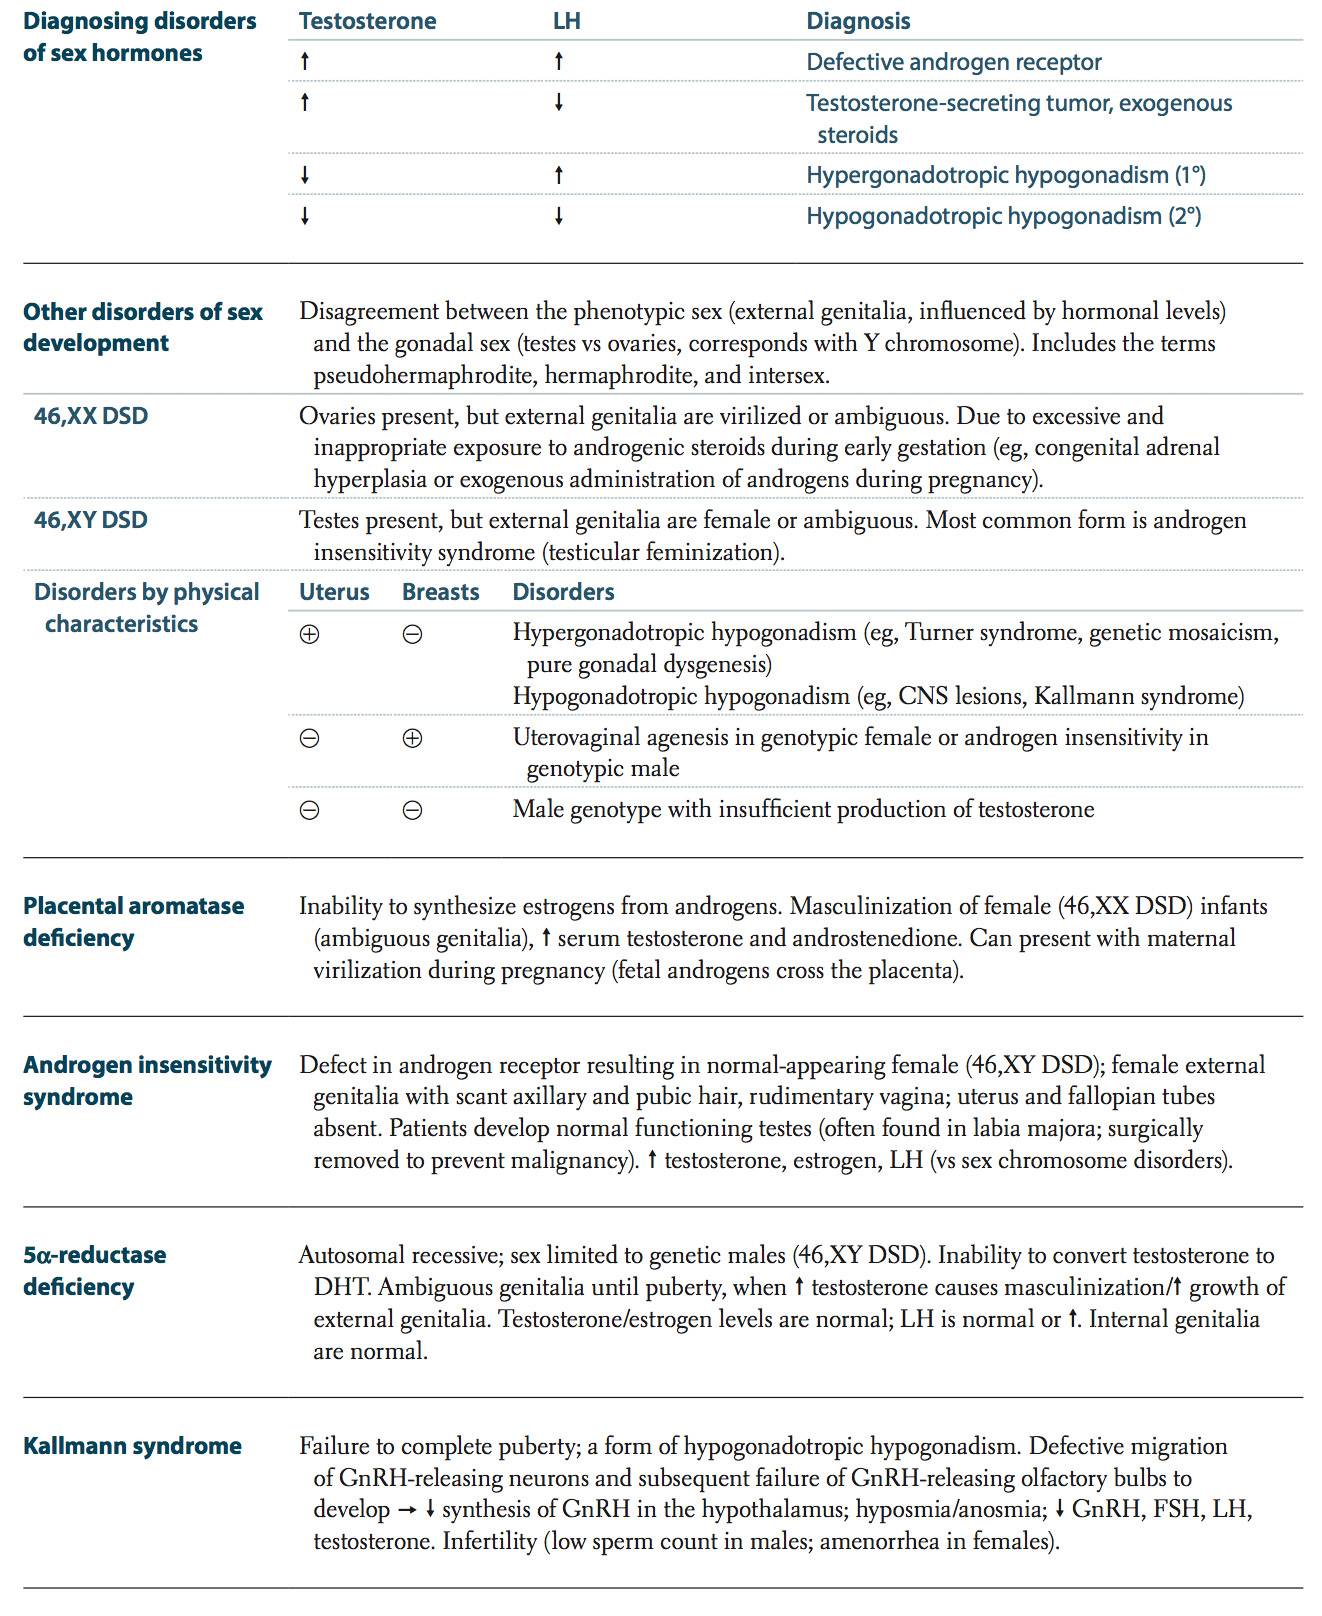 Diagnosing disorders of sex hormones
Testosterone LH Diagnosis
↑ ↑ Defective androgen receptor
↑ ↓ Testosterone-secreting tumor, exogenous
steroids
↓ ↑ Hypergonadotropic hypogonadism (1°)
↓ ↓ Hypogonadotropic hypogonadism (2°)
Other disorders of sex
development
Disagreement between the phenotypic sex (external genitalia, influenced by hormonal levels)
and the gonadal sex (testes vs ovaries, corresponds with Y chromosome). Includes the terms
pseudohermaphrodite, hermaphrodite, and intersex.
46,XX DSD
Ovaries present, but external genitalia are virilized or ambiguous. Due to excessive and
inappropriate exposure to androgenic steroids during early gestation (eg, congenital adrenal
hyperplasia or exogenous administration of androgens during pregnancy).
46,XY DSD
Testes present, but external genitalia are female or ambiguous. Most common form is androgen
insensitivity syndrome (testicular feminization).
Disorders by physical
characteristics
Uterus Breasts Disorders
⊕ ⊖ Hypergonadotropic hypogonadism (eg, Turner syndrome, genetic mosaicism,
pure gonadal dysgenesis)
Hypogonadotropic hypogonadism (eg, CNS lesions, Kallmann syndrome)
⊖ ⊕ Uterovaginal agenesis in genotypic female or androgen insensitivity in
genotypic male
⊖ ⊖ Male genotype with insufficient production of testosterone
Placental aromatase
deficiency
Inability to synthesize estrogens from androgens. Masculinization of female (46,XX DSD) infants
(ambiguous genitalia), ↑ serum testosterone and androstenedione. Can present with maternal
virilization during pregnancy (fetal androgens cross the placenta).
Androgen insensitivity
syndrome
Defect in androgen receptor resulting in normal-appearing female (46,XY DSD); female external
genitalia with scant axillary and pubic hair, rudimentary vagina; uterus and fallopian tubes
absent. Patients develop normal functioning testes (often found in labia majora; surgically
removed to prevent malignancy). ↑ testosterone, estrogen, LH (vs sex chromosome disorders).
5α-reductase
deficiency
Autosomal recessive; sex limited to genetic males (46,XY DSD). Inability to convert testosterone to
DHT. Ambiguous genitalia until puberty, when ↑ testosterone causes masculinization/↑ growth of
external genitalia. Testosterone/estrogen levels are normal; LH is normal or ↑. Internal genitalia
are normal.
Kallmann syndrome
Failure to complete puberty; a form of hypogonadotropic hypogonadism. Defective migration
of GnRH-releasing neurons and subsequent failure of GnRH-releasing olfactory bulbs to
develop → ↓ synthesis of GnRH in the hypothalamus; hyposmia/anosmia; ↓ GnRH, FSH, LH,
testosterone. Infertility (low sperm count in males; amenorrhea in females).